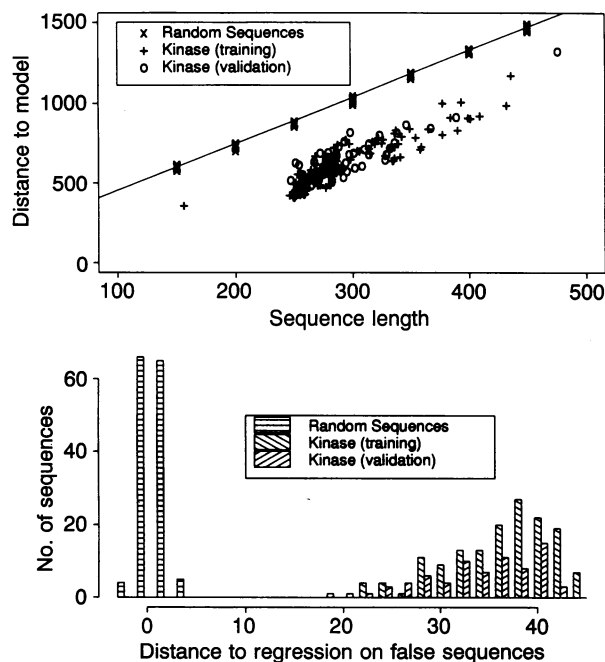 1500
1000
500
0
Distance to model
x Random Sequences
+ Kinase (training)
o Kinase (validation)
100 200 300 400 500
Sequence length
60
40
20
0
No. of sequences
Random Sequences
Kinase (training)
Kinase (validation)
0 10 20 30 40
Distance to regression on false sequences